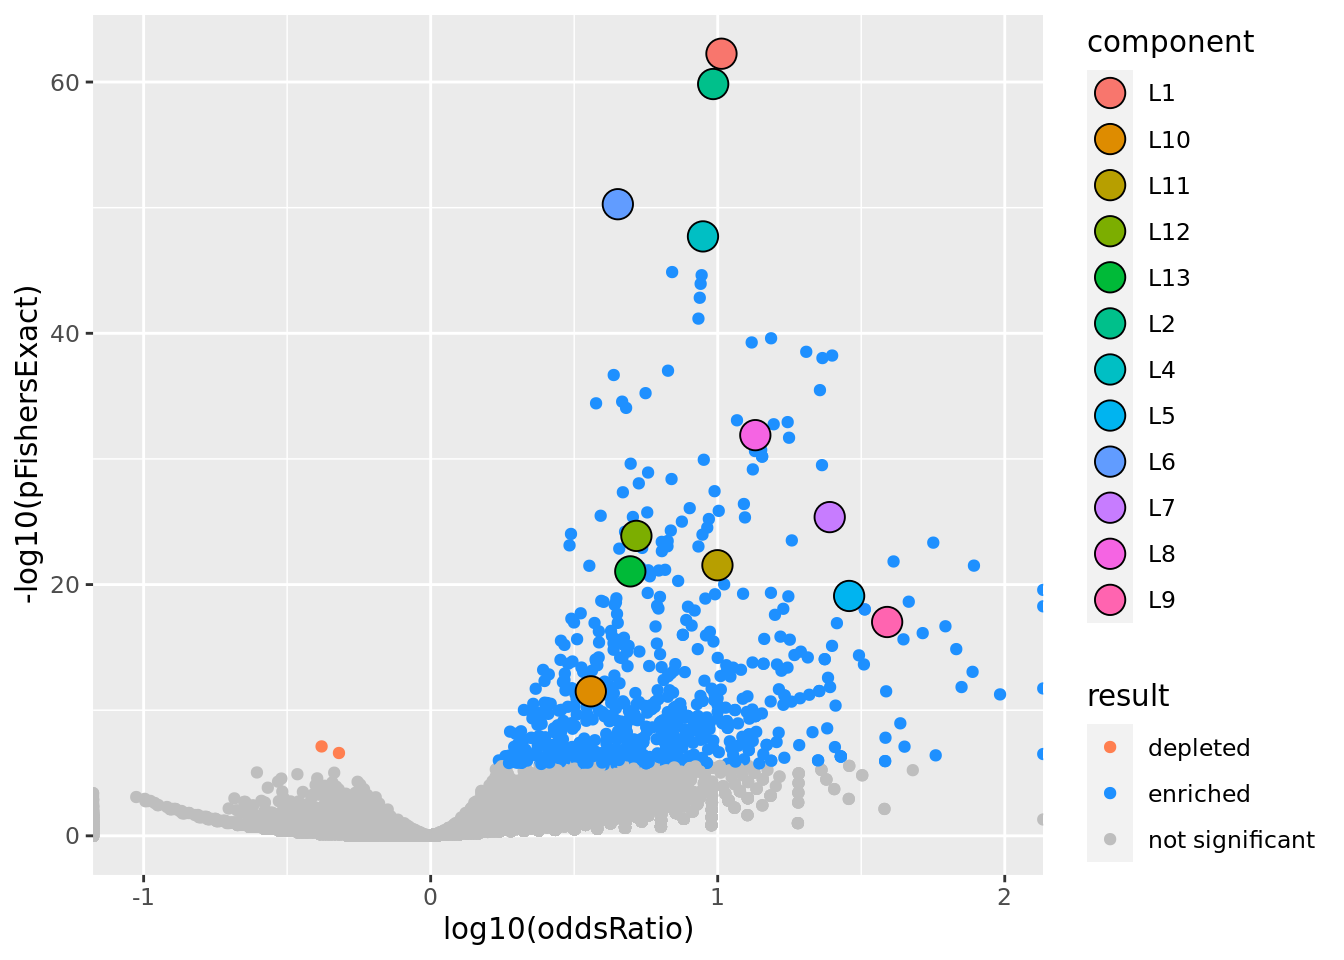 component
L1
L10
L11
L12
L13
L2
L4
L5
L6
L7
L8
L9
result
depleted
enriched
not significant
-log10(pFishersExact)
60
40
20
0
-1
0
1
2
log10(oddsRatio)